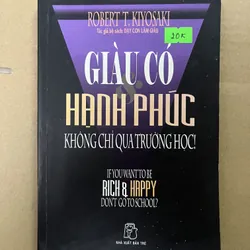 ROBERT T. KIYOSAKI
Tác giả bộ sách DẠY CON LÀM GIÀU
20K
GIÀU CÓ
&
HẠNH PHÚC
KHÔNG CHỈ QUA TRƯỜNG HỌC!
IF YOU WANT TO BE
RICH & HAPPY
DON'T GO TO SCHOOL?
NHÀ XUẤT BẢN TRẺ